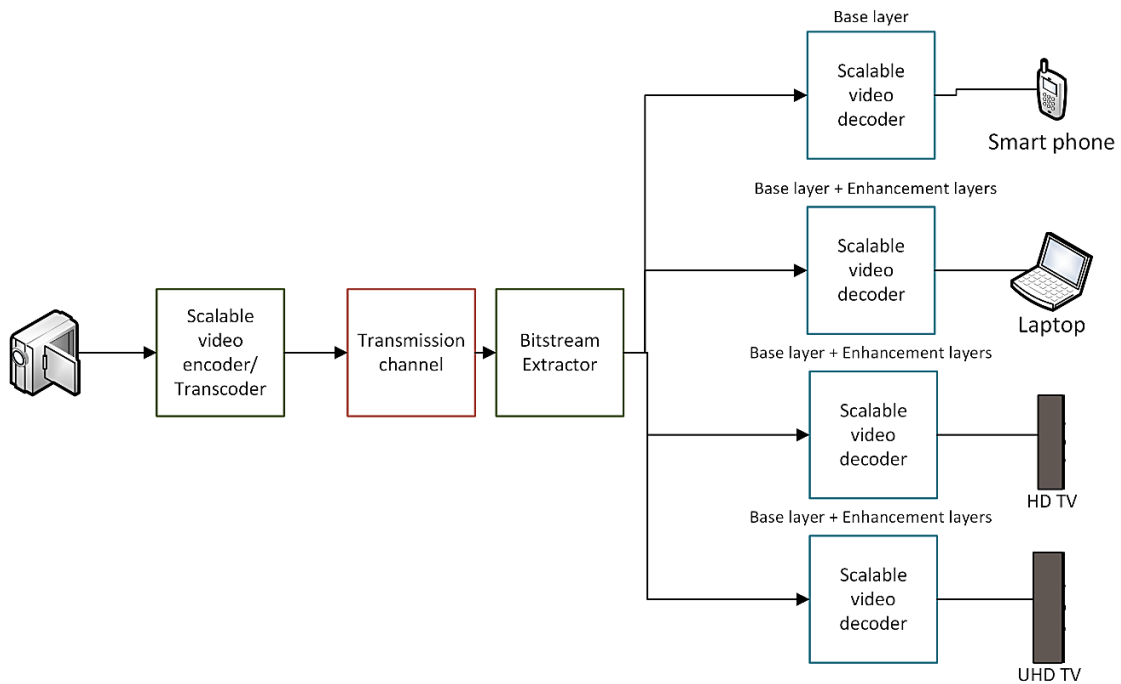 Base layer
Scalable
video
decoder
Smart phone
Base layer + Enhancement layers
Scalable
video
decoder
Laptop
Scalable
video
encoder/
Transcoder
Transmission
channel
Bitstream
Extractor
Base layer + Enhancement layers
Scalable
video
decoder
HD TV
Base layer + Enhancement layers
Scalable
video
decoder
UHD TV